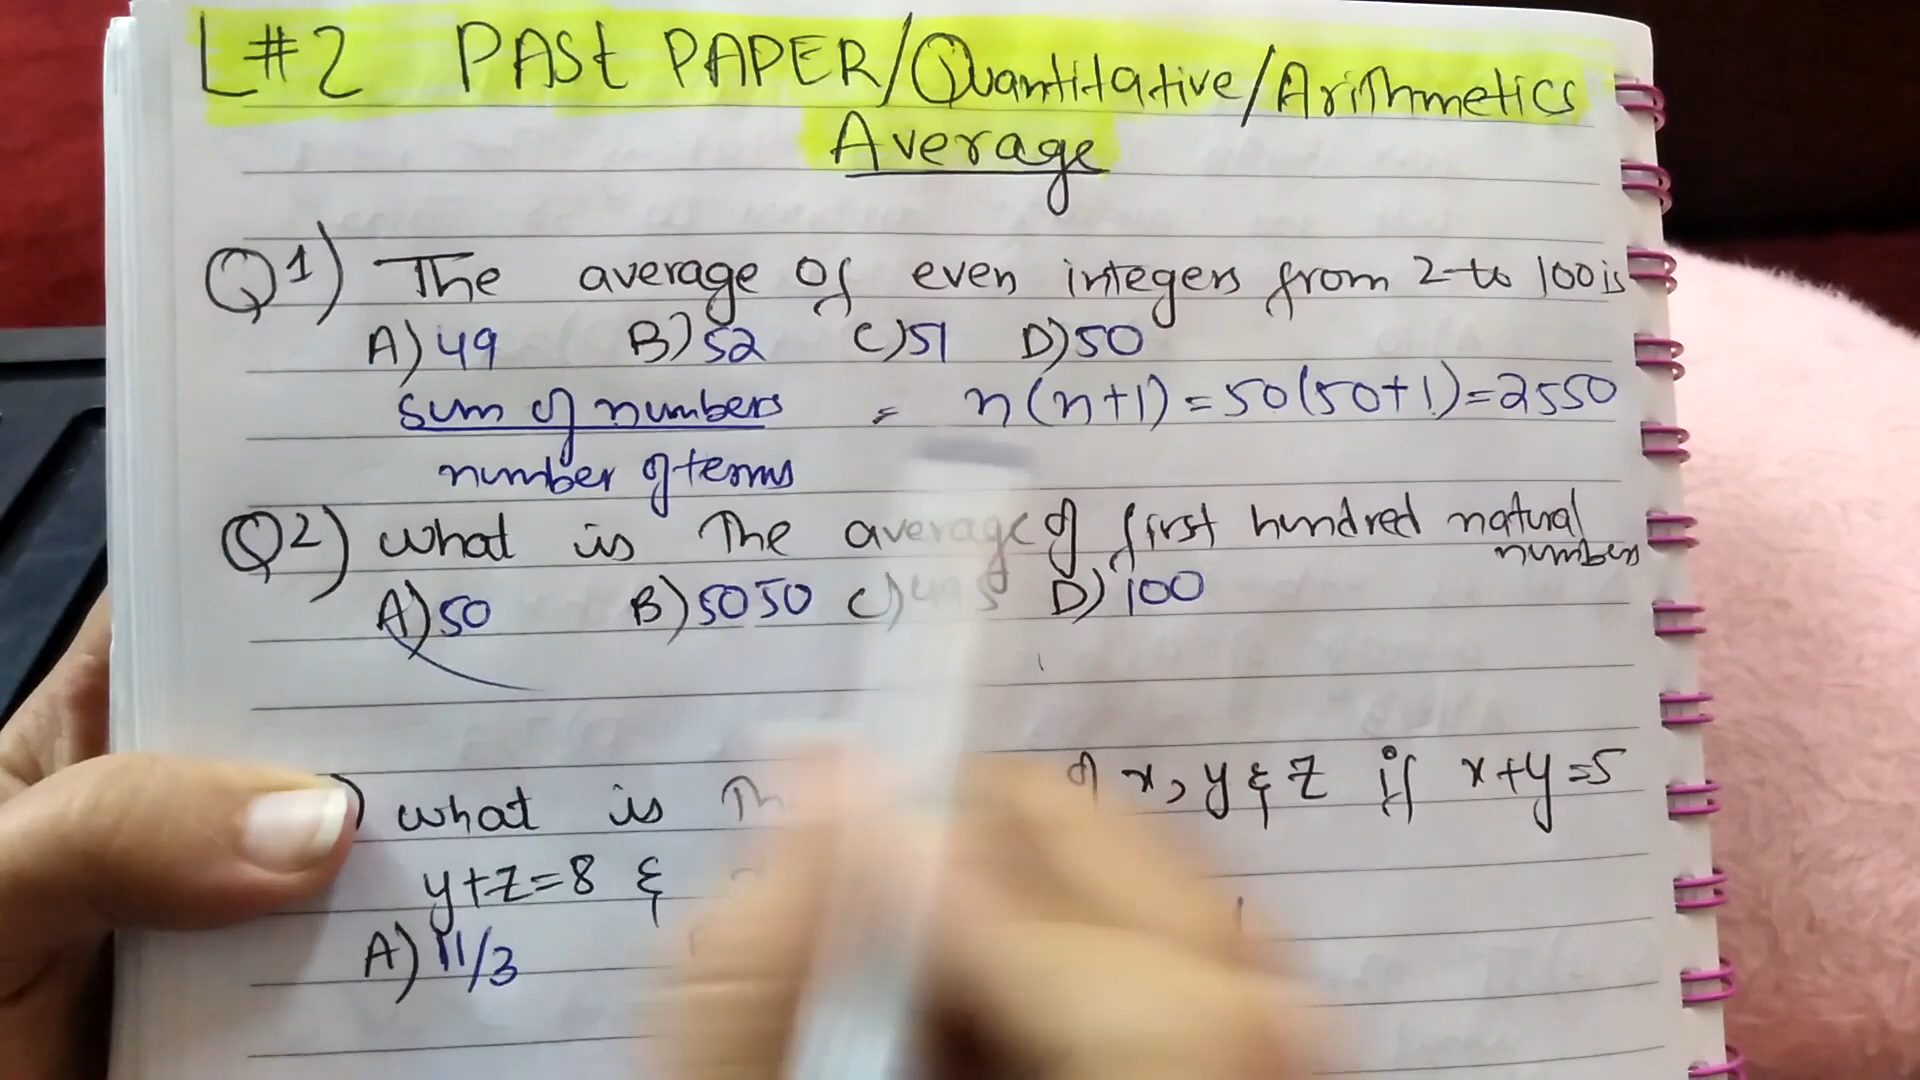 L#2 PASt PAPER/Quantitative/Arithmetics
Average
Q1) The average of even integers from 2 to 100 is
A) 49 B) 52 C) 51 D) 50
sum of numbers = n(n+1) = 50(50+1) = 2550
number of terms
Q2) what is The average of first hundred natural
numbers
A) 50 B) 5050 C) D) 100
) what is Th of x, y & z if x+y=5
y+z=8 &
A) 11/3